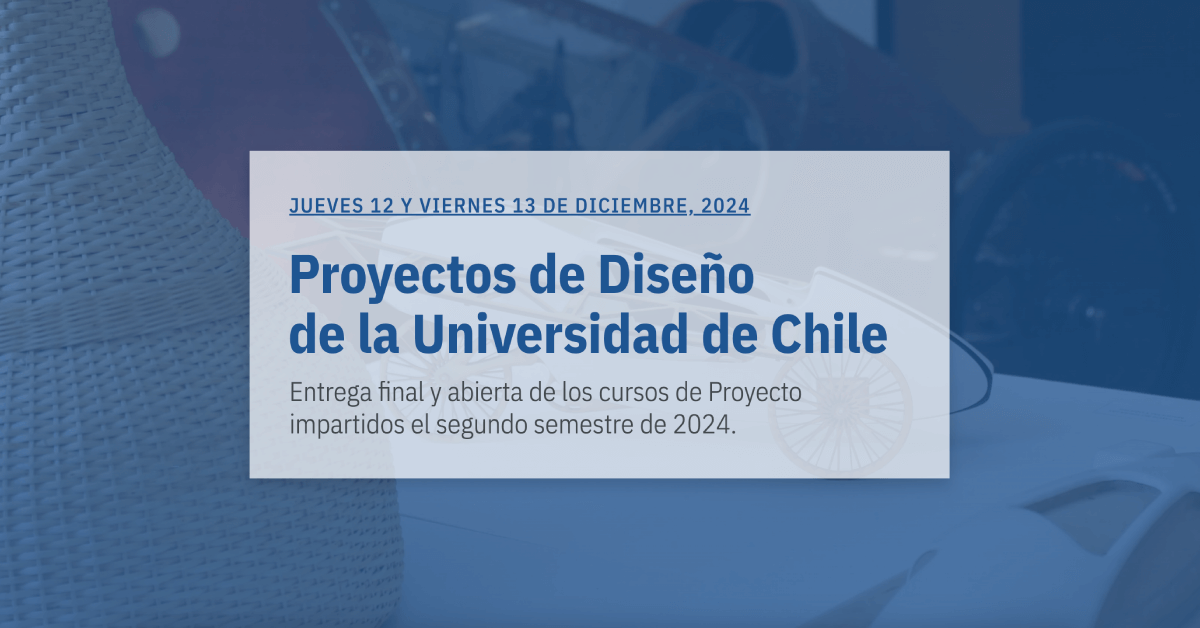 JUEVES 12 Y VIERNES 13 DE DICIEMBRE, 2024
Proyectos de Diseño
de la Universidad de Chile
Entrega final y abierta de los cursos de Proyecto
impartidos el segundo semestre de 2024.